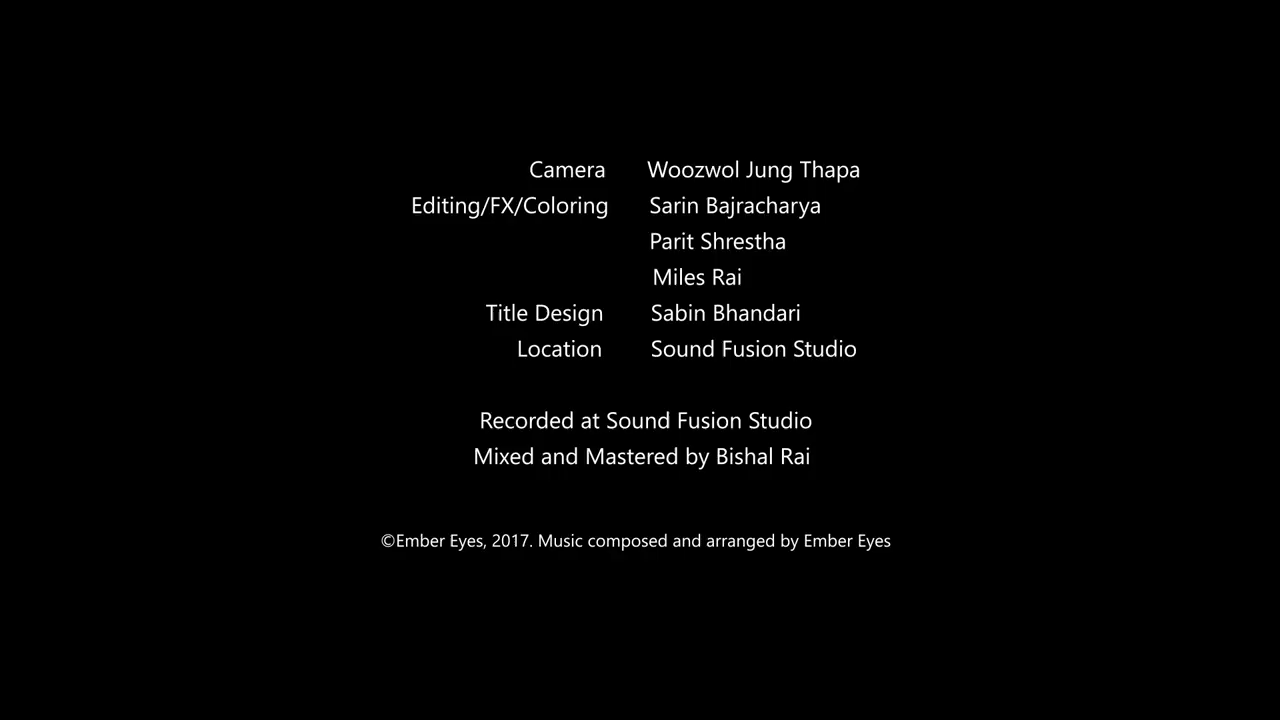 Camera Woozwol Jung Thapa
Editing/FX/Coloring Sarin Bajracharya
Parit Shrestha
Miles Rai
Title Design Sabin Bhandari
Location Sound Fusion Studio
Recorded at Sound Fusion Studio
Mixed and Mastered by Bishal Rai
©Ember Eyes, 2017. Music composed and arranged by Ember Eyes